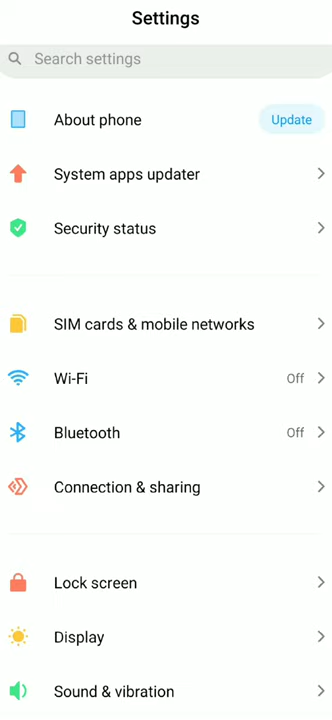 Settings
Search settings
About phone
Update
System apps updater
Security status
SIM cards & mobile networks
Wi-Fi
Off
Bluetooth
Off
Connection & sharing
Lock screen
Display
Sound & vibration